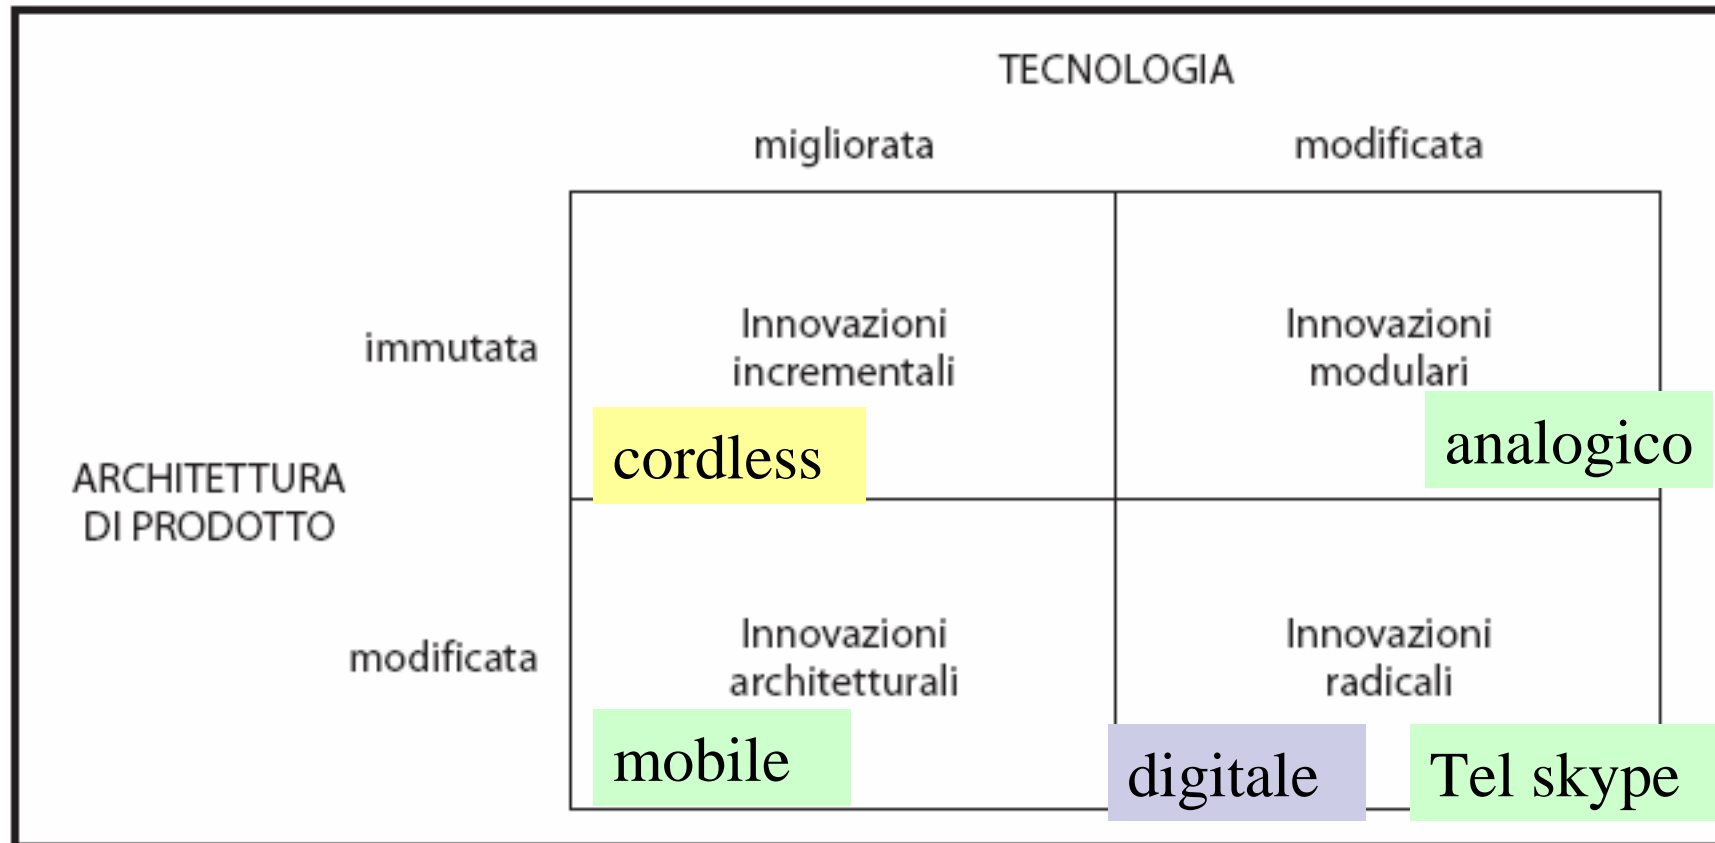 TECNOLOGIA
migliorata
modificata
immutata
Innovazioni
incrementali
Innovazioni
modulari
cordless
analogico
ARCHITETTURA
DI PRODOTTO
modificata
Innovazioni
architetturali
Innovazioni
radicali
mobile
digitale
Tel skype